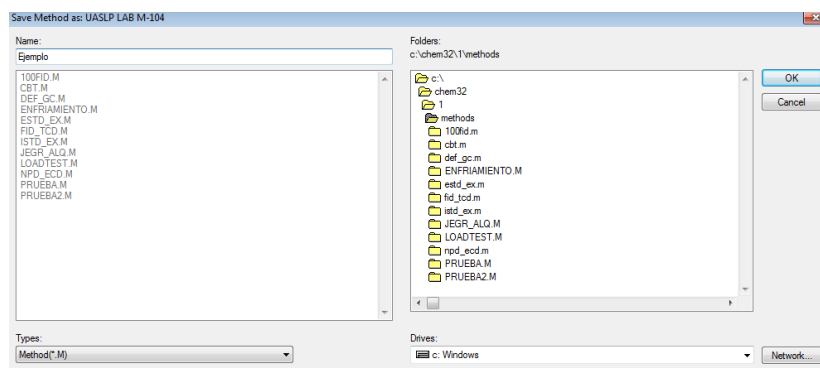 Save Method as: UASLP LAB M-104
Name:
Ejemplo
100FID.M
CBT.M
DEF_GC.M
ENFRIAMIENTO.M
ESTD_EX.M
FID_TCD.M
ISTD_EX.M
JEGR_ALQ.M
LOADTEST.M
NPD_ECD.M
PRUEBA.M
PRUEBA2.M
Types:
Method(*.M)
Folders:
c:\chem32\1\methods
c:\
chem32
1
methods
100fid.m
cbt.m
def_gc.m
ENFRIAMIENTO.M
estd_ex.m
fid_tcd.m
istd_ex.m
JEGR_ALQ.M
LOADTEST.M
npd_ecd.m
PRUEBA.M
PRUEBA2.M
Drives:
c: Windows
OK
Cancel
Network...